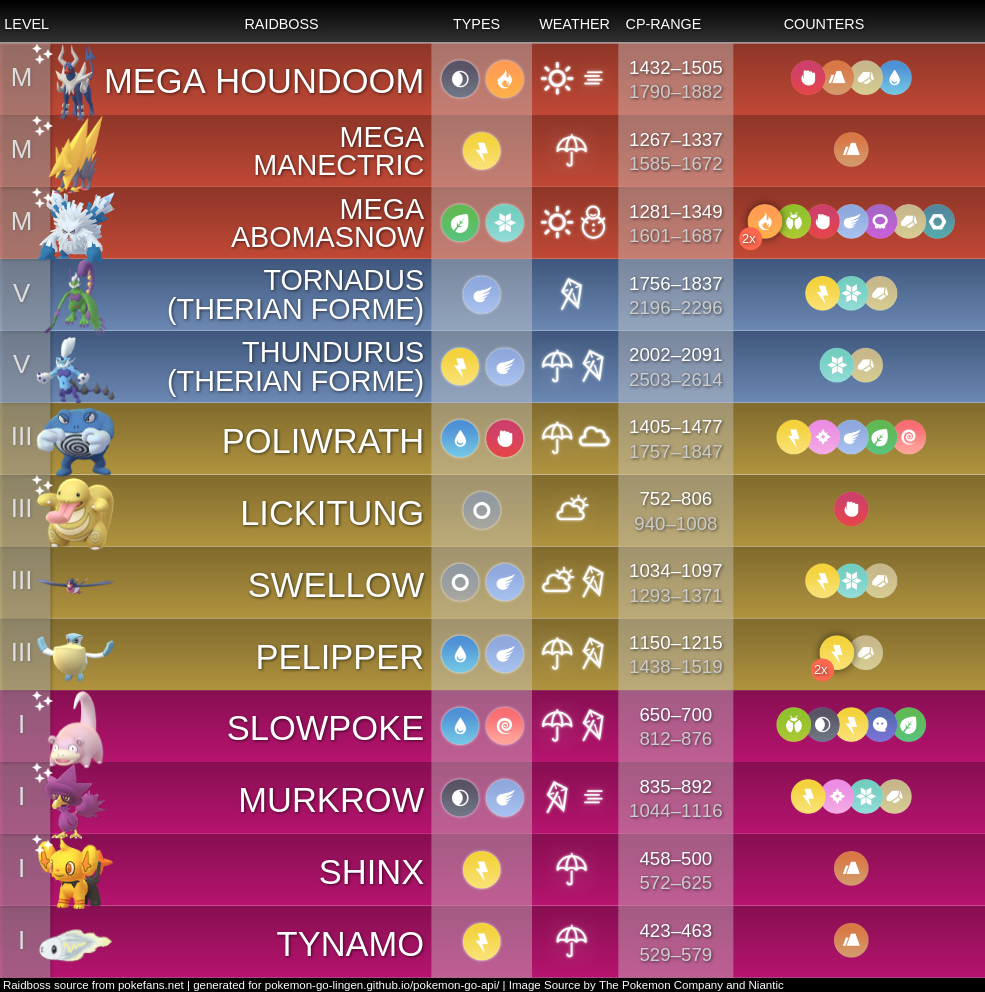 LEVEL RAIDBOSS TYPES WEATHER CP-RANGE COUNTERS
M MEGA HOUNDOOM 1432–1505
1790–1882
M MEGA
MANECTRIC 1267–1337
1585–1672
M MEGA
ABOMASNOW 1281–1349
1601–1687 2x
V TORNADUS
(THERIAN FORME) 1756–1837
2196–2296
V THUNDURUS
(THERIAN FORME) 2002–2091
2503–2614
III POLIWRATH 1405–1477
1757–1847
III LICKITUNG 752–806
940–1008
III SWELLOW 1034–1097
1293–1371
III PELIPPER 1150–1215
1438–1519 2x
I SLOWPOKE 650–700
812–876
I MURKROW 835–892
1044–1116
I SHINX 458–500
572–625
I TYNAMO 423–463
529–579
Raidboss source from pokefans.net | generated for pokemon-go-lingen.github.io/pokemon-go-api/ | Image Source by The Pokemon Company and Niantic